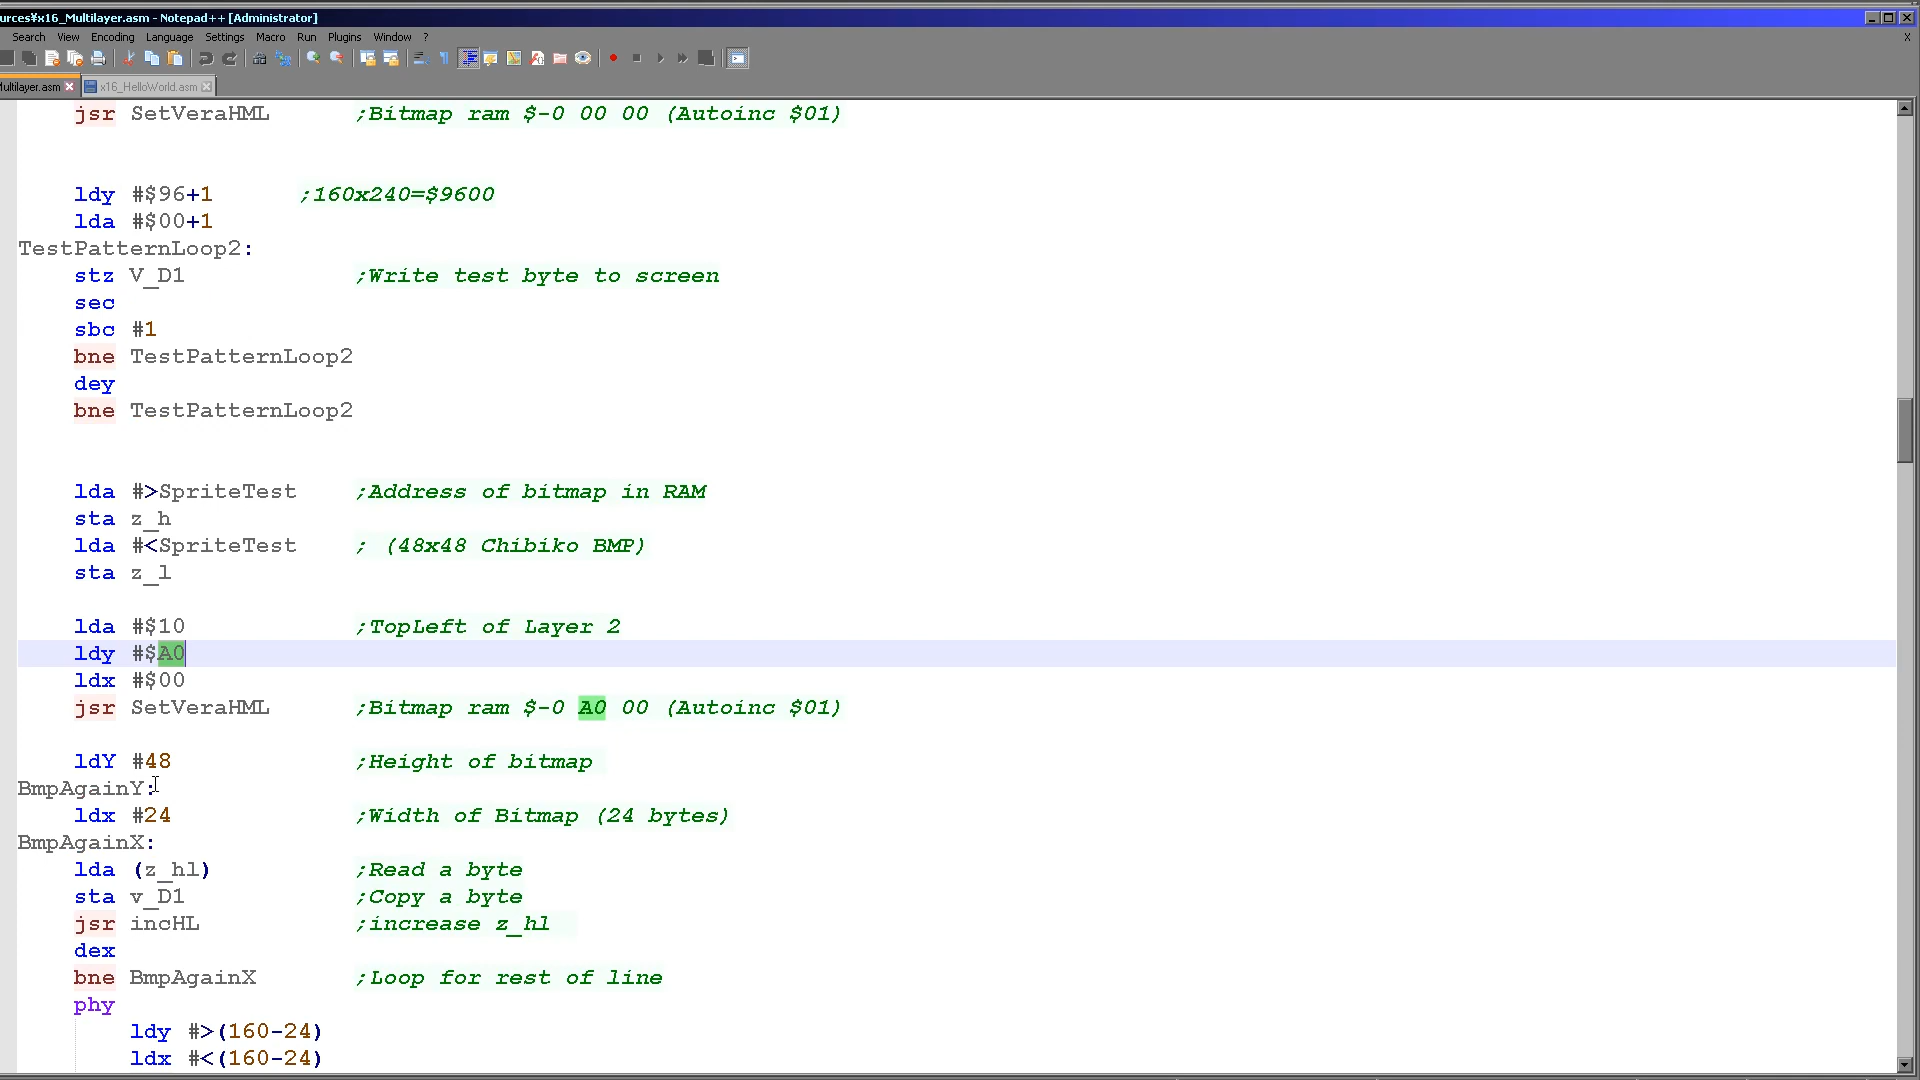 urces¥x16_Multilayer.asm - Notepad++ [Administrator]
Search View Encoding Language Settings Macro Run Plugins Window ? X
Multilayer.asm x16_HelloWorld.asm
jsr SetVeraHML ;Bitmap ram $-0 00 00 (Autoinc $01)
ldy #$96+1 ;160x240=$9600
lda #$00+1
TestPatternLoop2:
stz V_D1 ;Write test byte to screen
sec
sbc #1
bne TestPatternLoop2
dey
bne TestPatternLoop2
lda #>SpriteTest ;Address of bitmap in RAM
sta z_h
lda #<SpriteTest ; (48x48 Chibiko BMP)
sta z_l
lda #$10 ;TopLeft of Layer 2
ldy #$A0
ldx #$00
jsr SetVeraHML ;Bitmap ram $-0 A0 00 (Autoinc $01)
ldY #48 ;Height of bitmap
BmpAgainY:
ldx #24 ;Width of Bitmap (24 bytes)
BmpAgainX:
lda (z_hl) ;Read a byte
sta v_D1 ;Copy a byte
jsr incHL ;increase z_hl
dex
bne BmpAgainX ;Loop for rest of line
phy
ldy #>(160-24)
ldx #<(160-24)